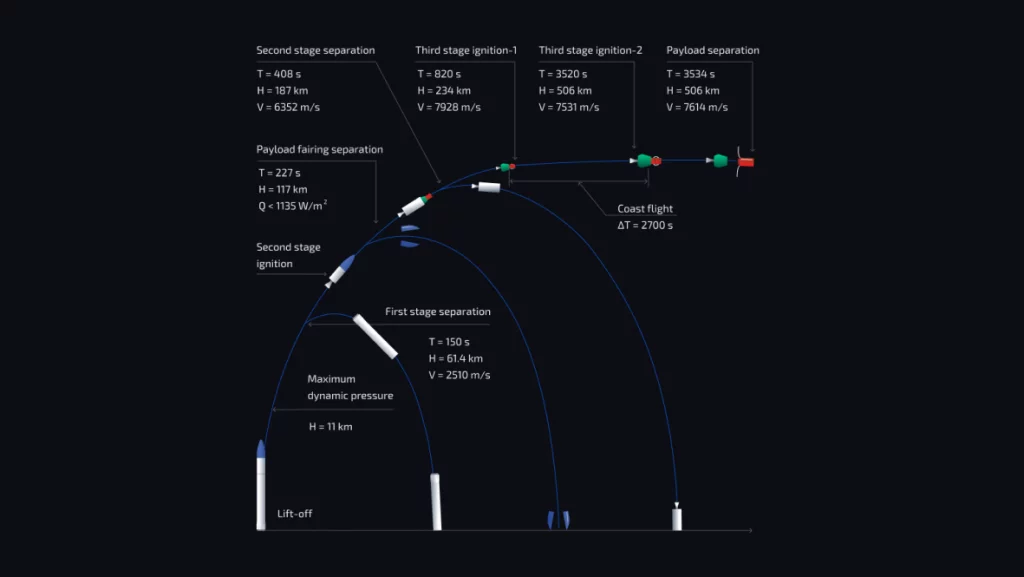 Second stage separation
T = 408 s
H = 187 km
V = 6352 m/s
Third stage ignition-1
T = 820 s
H = 234 km
V = 7928 m/s
Third stage ignition-2
T = 3520 s
H = 506 km
V = 7531 m/s
Payload separation
T = 3534 s
H = 506 km
V = 7614 m/s
Payload fairing separation
T = 227 s
H = 117 km
Q < 1135 W/m²
Coast flight
ΔT = 2700 s
Second stage
ignition
First stage separation
T = 150 s
H = 61.4 km
V = 2510 m/s
Maximum
dynamic pressure
H = 11 km
Lift-off